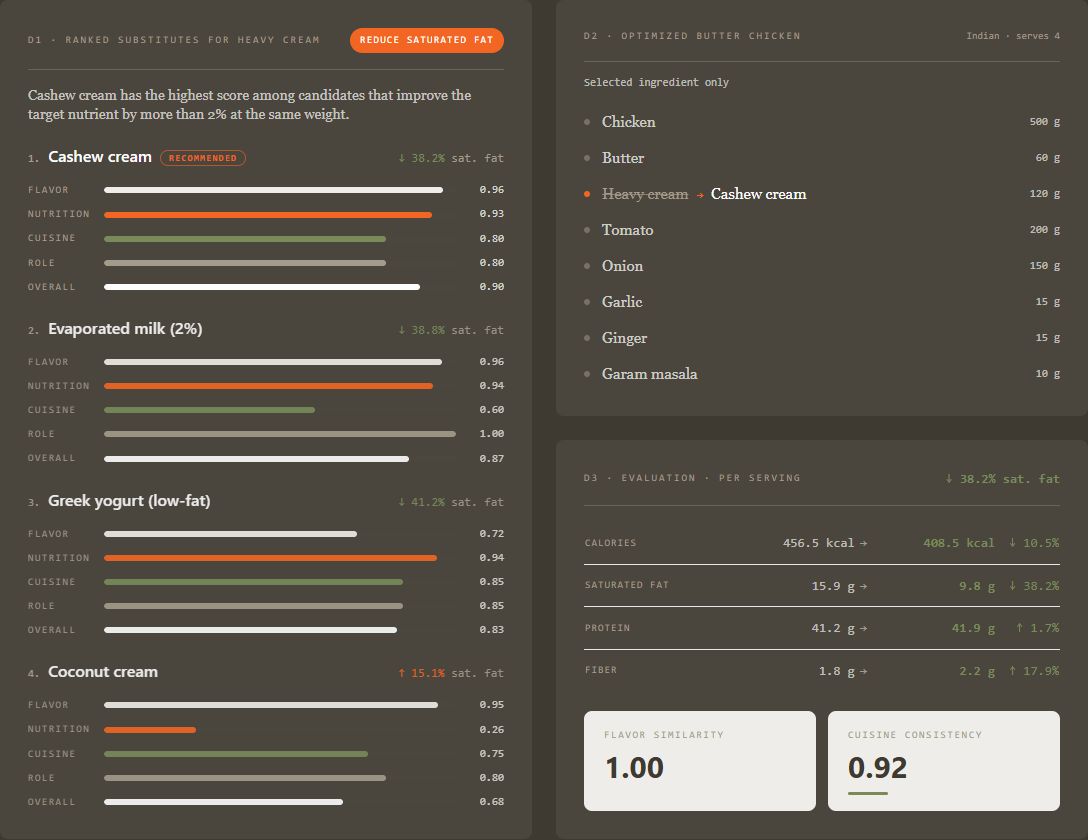 D1 · RANKED SUBSTITUTES FOR HEAVY CREAM
REDUCE SATURATED FAT
Cashew cream has the highest score among candidates that improve the
target nutrient by more than 2% at the same weight.
1. Cashew cream RECOMMENDED ↓ 38.2% sat. fat
FLAVOR 0.96
NUTRITION 0.93
CUISINE 0.80
ROLE 0.80
OVERALL 0.90
2. Evaporated milk (2%) ↓ 38.8% sat. fat
FLAVOR 0.96
NUTRITION 0.94
CUISINE 0.60
ROLE 1.00
OVERALL 0.87
3. Greek yogurt (low-fat) ↓ 41.2% sat. fat
FLAVOR 0.72
NUTRITION 0.94
CUISINE 0.85
ROLE 0.85
OVERALL 0.83
4. Coconut cream ↑ 15.1% sat. fat
FLAVOR 0.95
NUTRITION 0.26
CUISINE 0.75
ROLE 0.80
OVERALL 0.68
D2 · OPTIMIZED BUTTER CHICKEN Indian · serves 4
Selected ingredient only
Chicken 500 g
Butter 60 g
Heavy cream → Cashew cream 120 g
Tomato 200 g
Onion 150 g
Garlic 15 g
Ginger 15 g
Garam masala 10 g
D3 · EVALUATION · PER SERVING ↓ 38.2% sat. fat
CALORIES 456.5 kcal → 408.5 kcal ↓ 10.5%
SATURATED FAT 15.9 g → 9.8 g ↓ 38.2%
PROTEIN 41.2 g → 41.9 g ↑ 1.7%
FIBER 1.8 g → 2.2 g ↑ 17.9%
FLAVOR SIMILARITY
1.00
CUISINE CONSISTENCY
0.92